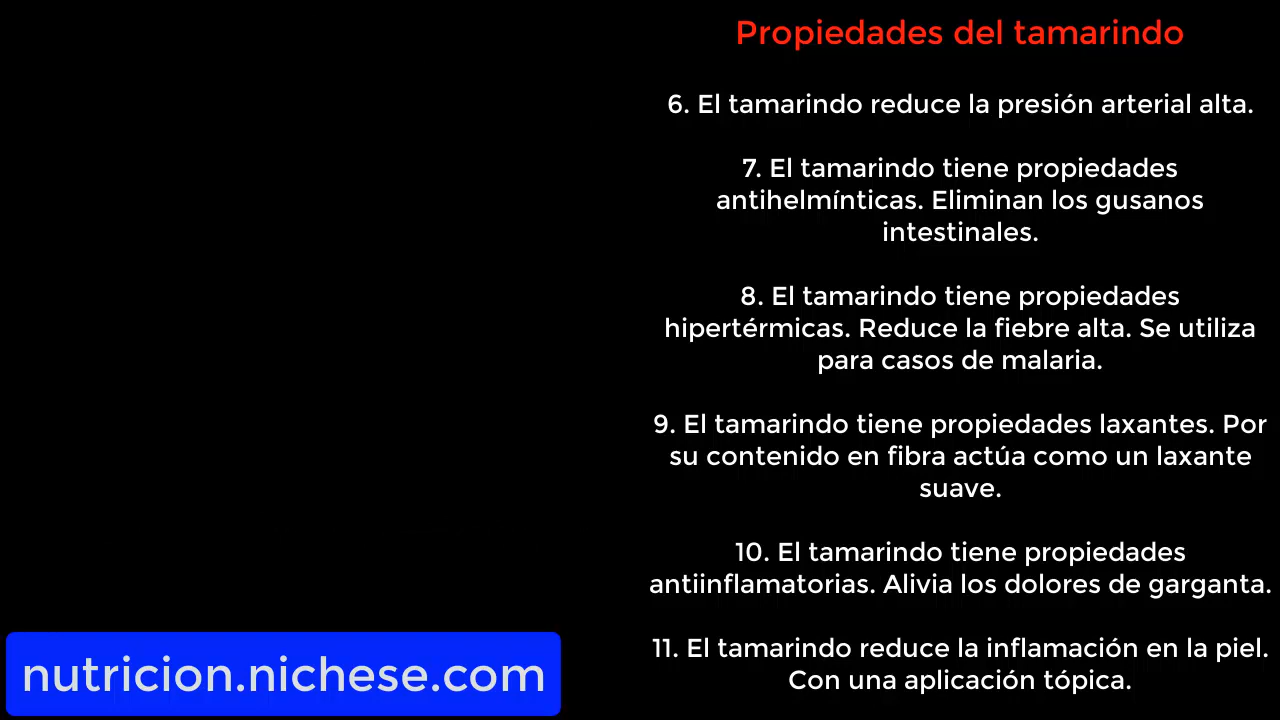 Propiedades del tamarindo
6. El tamarindo reduce la presión arterial alta.
7. El tamarindo tiene propiedades
antihelmínticas. Eliminan los gusanos
intestinales.
8. El tamarindo tiene propiedades
hipertérmicas. Reduce la fiebre alta. Se utiliza
para casos de malaria.
9. El tamarindo tiene propiedades laxantes. Por
su contenido en fibra actúa como un laxante
suave.
10. El tamarindo tiene propiedades
antiinflamatorias. Alivia los dolores de garganta.
11. El tamarindo reduce la inflamación en la piel.
Con una aplicación tópica.
nutricion.nichese.com